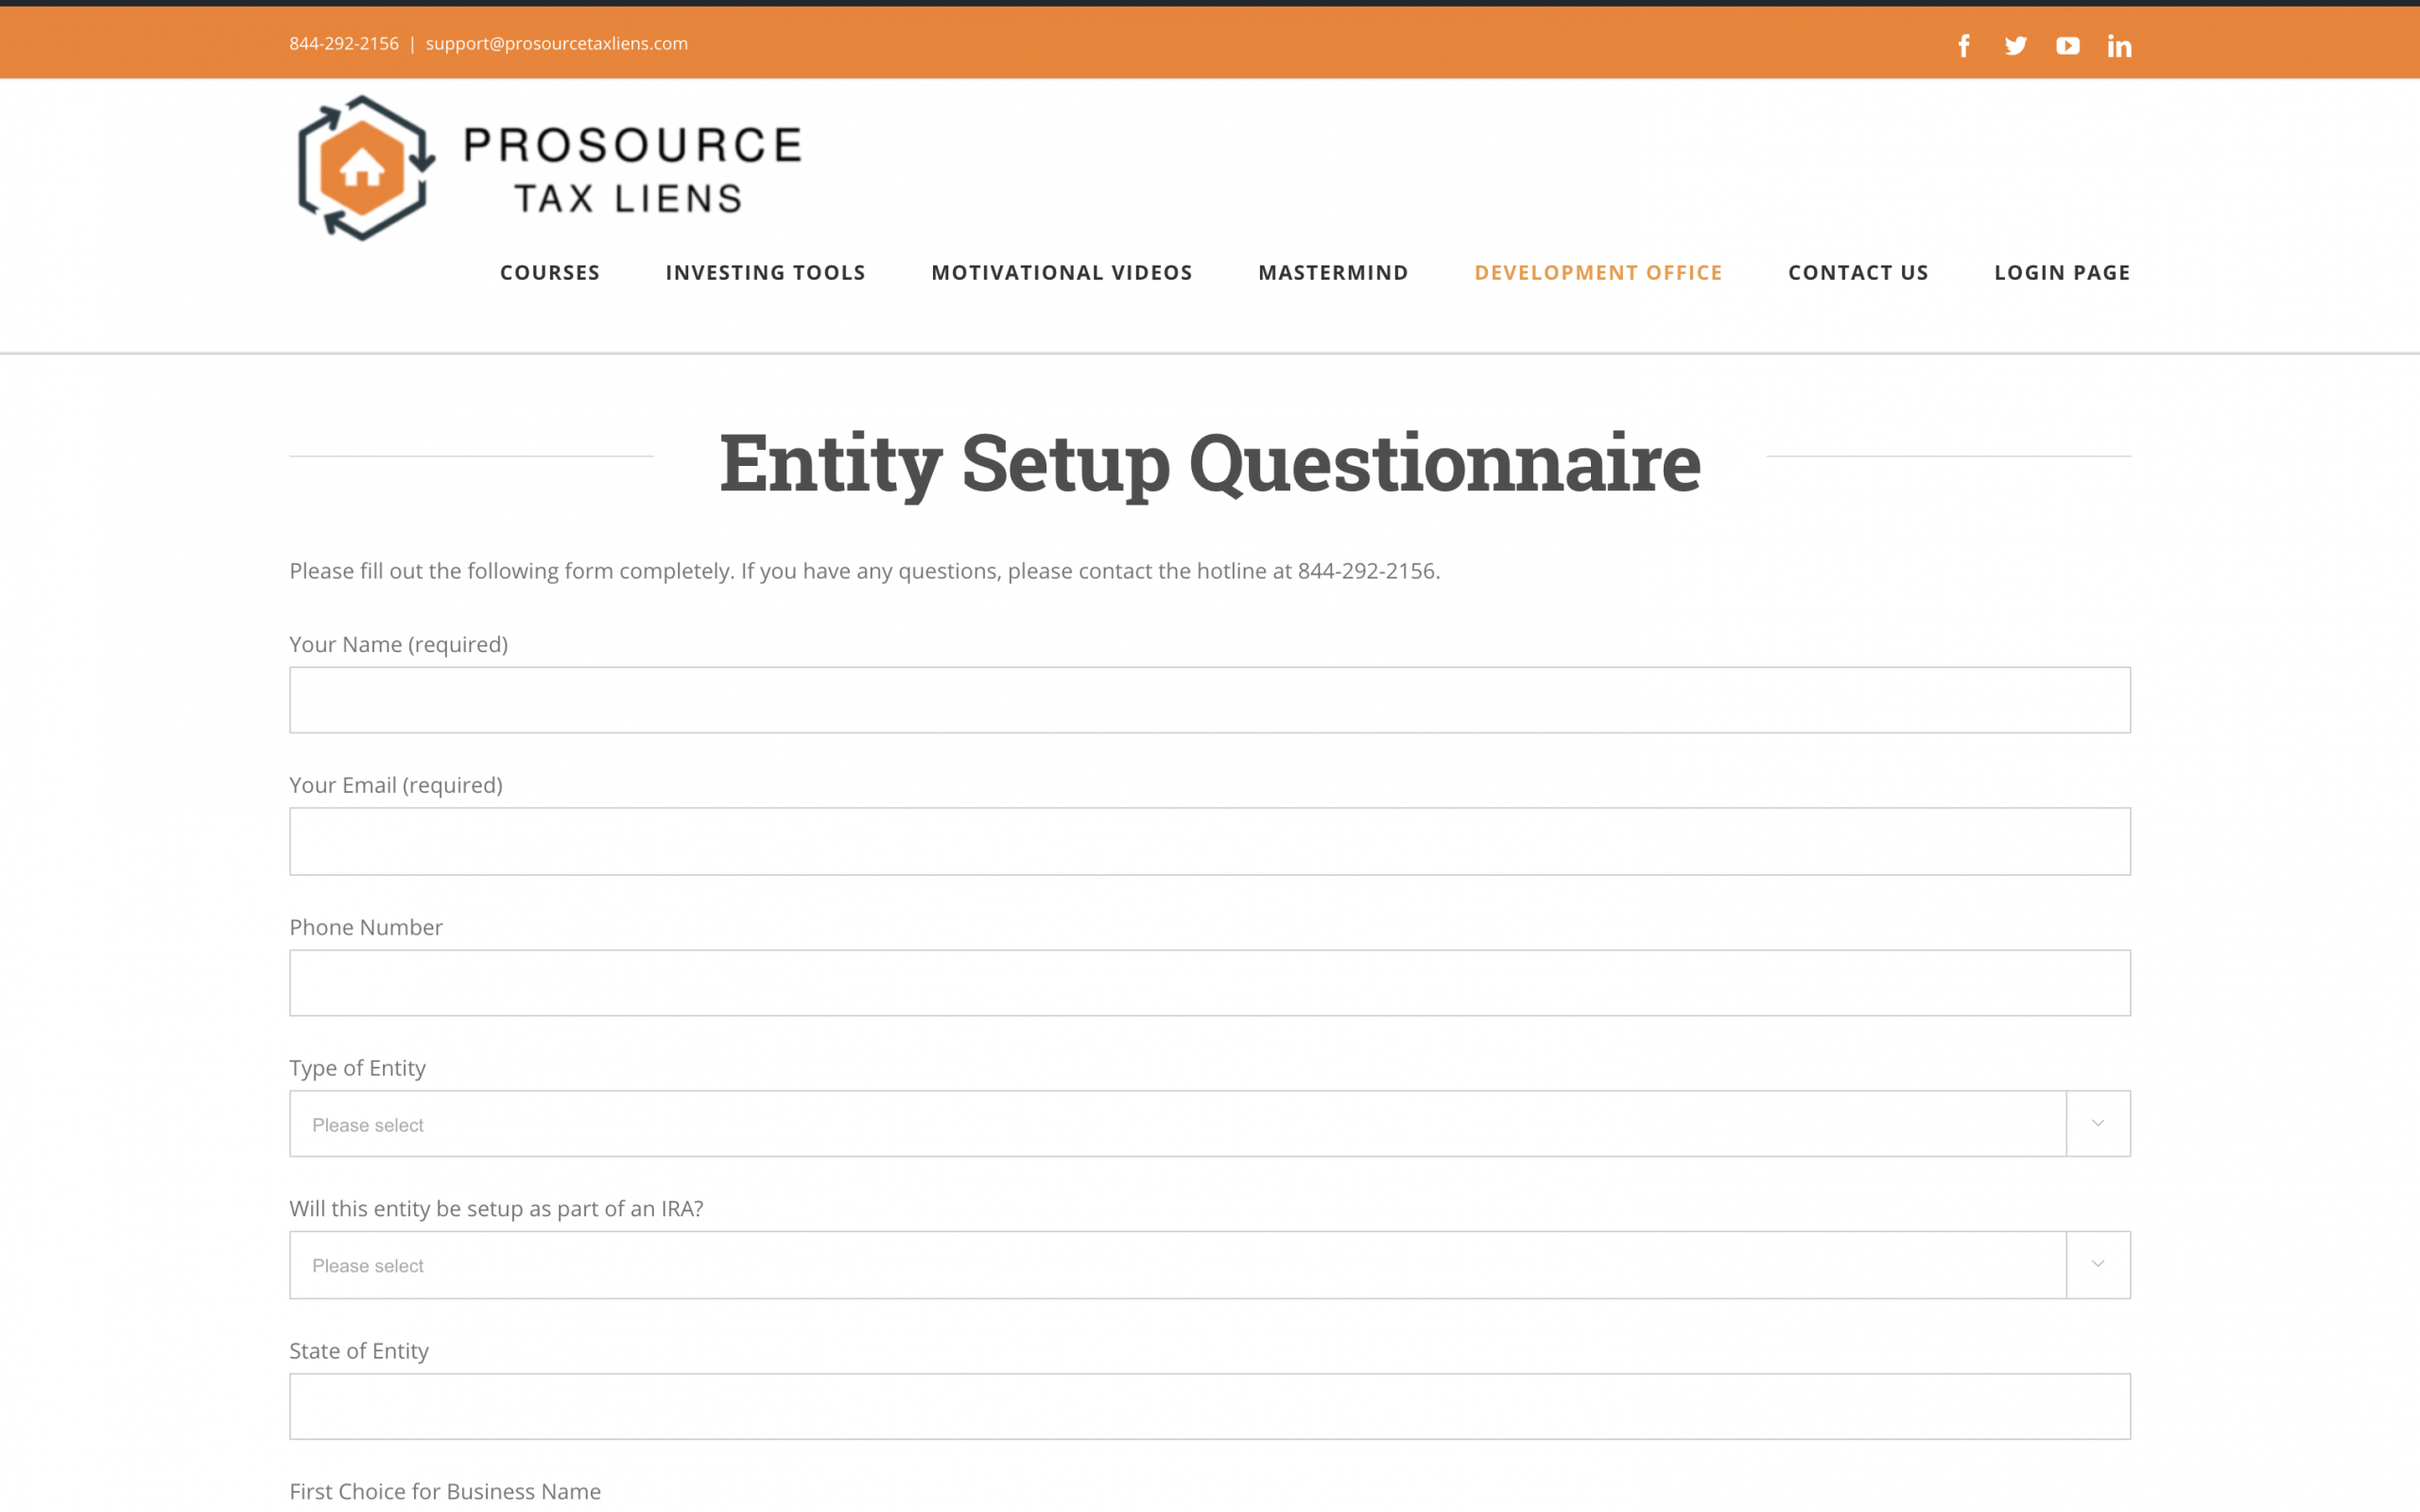 844-292-2156 | support@prosourcetaxliens.com
PROSOURCE
TAX LIENS
COURSES INVESTING TOOLS MOTIVATIONAL VIDEOS MASTERMIND DEVELOPMENT OFFICE CONTACT US LOGIN PAGE
Entity Setup Questionnaire
Please fill out the following form completely. If you have any questions, please contact the hotline at 844-292-2156.
Your Name (required)
Your Email (required)
Phone Number
Type of Entity
Please select
Will this entity be setup as part of an IRA?
Please select
State of Entity
First Choice for Business Name